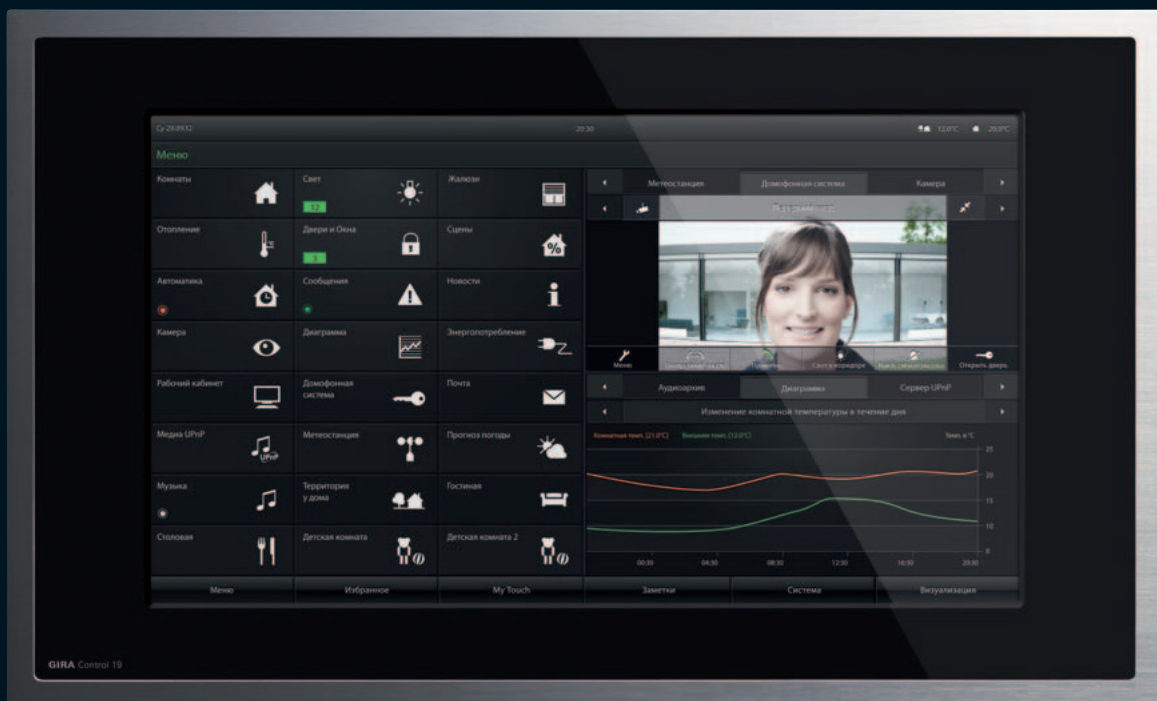 Су 29.09.12
20:30
12,0°C
20,0°C
Меню
Комнаты
Свет
12
Жалюзи
Отопление
Двери и Окна
3
Сцены
%
Автоматика
Сообщения
Новости
Камера
Диаграмма
Энергопотребление
Рабочий кабинет
Домофонная
система
Почта
Медиа UPnP
UPnP
Метеостанция
Прогноз погоды
Музыка
Территория
у дома
Гостиная
Столовая
Детская комната
Детская комната 2
Метеостанция
Домофонная система
Камера
Меню
Свет в коридоре
Открыть дверь
Аудиоархив
Диаграмма
Сервер UPnP
Изменение комнатной температуры в течение дня
Комнатная темп. [21.0°C]
Внешняя темп. [12.0°C]
Темп. в °C
25
20
15
10
0
00:30
04:30
08:30
12:30
16:30
20:30
Меню
Избранное
My Touch
Заметки
Система
Визуализация
GIRA Control 19